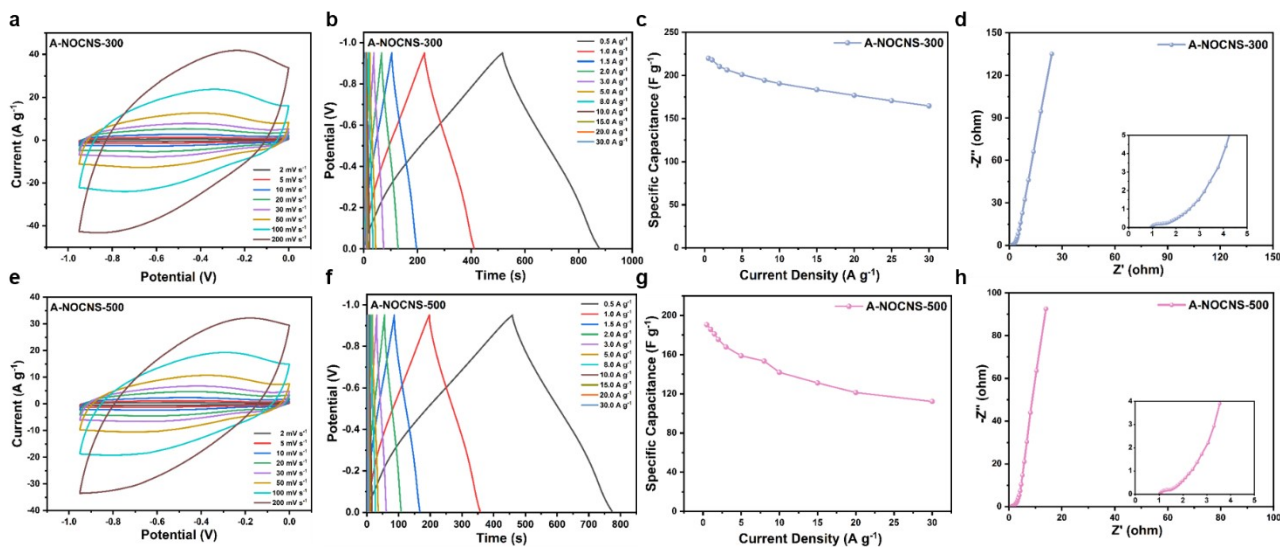 a
A-NOCNS-300
Current (A g⁻¹)
40
20
0
-20
-40
-1.0 -0.8 -0.6 -0.4 -0.2 0.0
Potential (V)
2 mV s⁻¹
5 mV s⁻¹
10 mV s⁻¹
20 mV s⁻¹
30 mV s⁻¹
50 mV s⁻¹
100 mV s⁻¹
200 mV s⁻¹
b
A-NOCNS-300
Potential (V)
-1.0
-0.8
-0.6
-0.4
-0.2
0.0
0 100 200 300 400 500 600 700 800 900 1000
Time (s)
0.5 A g⁻¹
1.0 A g⁻¹
1.5 A g⁻¹
2.0 A g⁻¹
3.0 A g⁻¹
5.0 A g⁻¹
8.0 A g⁻¹
10.0 A g⁻¹
15.0 A g⁻¹
20.0 A g⁻¹
30.0 A g⁻¹
c
A-NOCNS-300
Specific Capacitance (F g⁻¹)
250
200
150
100
50
0
0 5 10 15 20 25 30
Current Density (A g⁻¹)
d
A-NOCNS-300
-Z'' (ohm)
150
120
90
60
30
0
0 30 60 90 120 150
Z' (ohm)
5
4
3
2
1
0
0 1 2 3 4 5
e
A-NOCNS-500
Current (A g⁻¹)
40
30
20
10
0
-10
-20
-30
-40
-1.0 -0.8 -0.6 -0.4 -0.2 0.0
Potential (V)
2 mV s⁻¹
5 mV s⁻¹
10 mV s⁻¹
20 mV s⁻¹
30 mV s⁻¹
50 mV s⁻¹
100 mV s⁻¹
200 mV s⁻¹
f
A-NOCNS-500
Potential (V)
-1.0
-0.8
-0.6
-0.4
-0.2
0.0
0 100 200 300 400 500 600 700 800
Time (s)
0.5 A g⁻¹
1.0 A g⁻¹
1.5 A g⁻¹
2.0 A g⁻¹
3.0 A g⁻¹
5.0 A g⁻¹
5.0 A g⁻¹
10.0 A g⁻¹
15.0 A g⁻¹
20.0 A g⁻¹
30.0 A g⁻¹
g
A-NOCNS-500
Specific Capacitance (F g⁻¹)
200
160
120
80
40
0
0 5 10 15 20 25 30
Current Density (A g⁻¹)
h
A-NOCNS-500
-Z'' (ohm)
100
80
60
40
20
0
0 20 40 60 80 100
Z' (ohm)
4
3
2
1
0
0 1 2 3 4 5